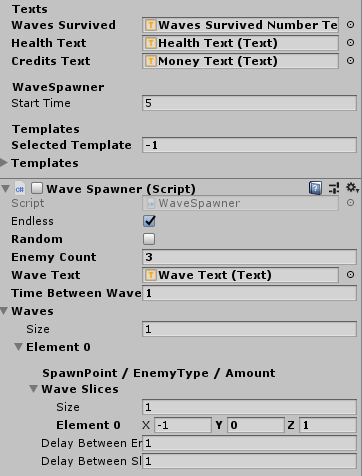 Texts
Waves Survived Waves Survived Number Te
Health Text Health Text (Text)
Credits Text Money Text (Text)
WaveSpawner
Start Time 5
Templates
Selected Template -1
Templates
Wave Spawner (Script)
Script WaveSpawner
Endless
Random
Enemy Count 3
Wave Text Wave Text (Text)
Time Between Wave 1
Waves
Size 1
Element 0
SpawnPoint / EnemyType / Amount
Wave Slices
Size 1
Element 0 X -1 Y 0 Z 1
Delay Between Er 1
Delay Between Sl 1